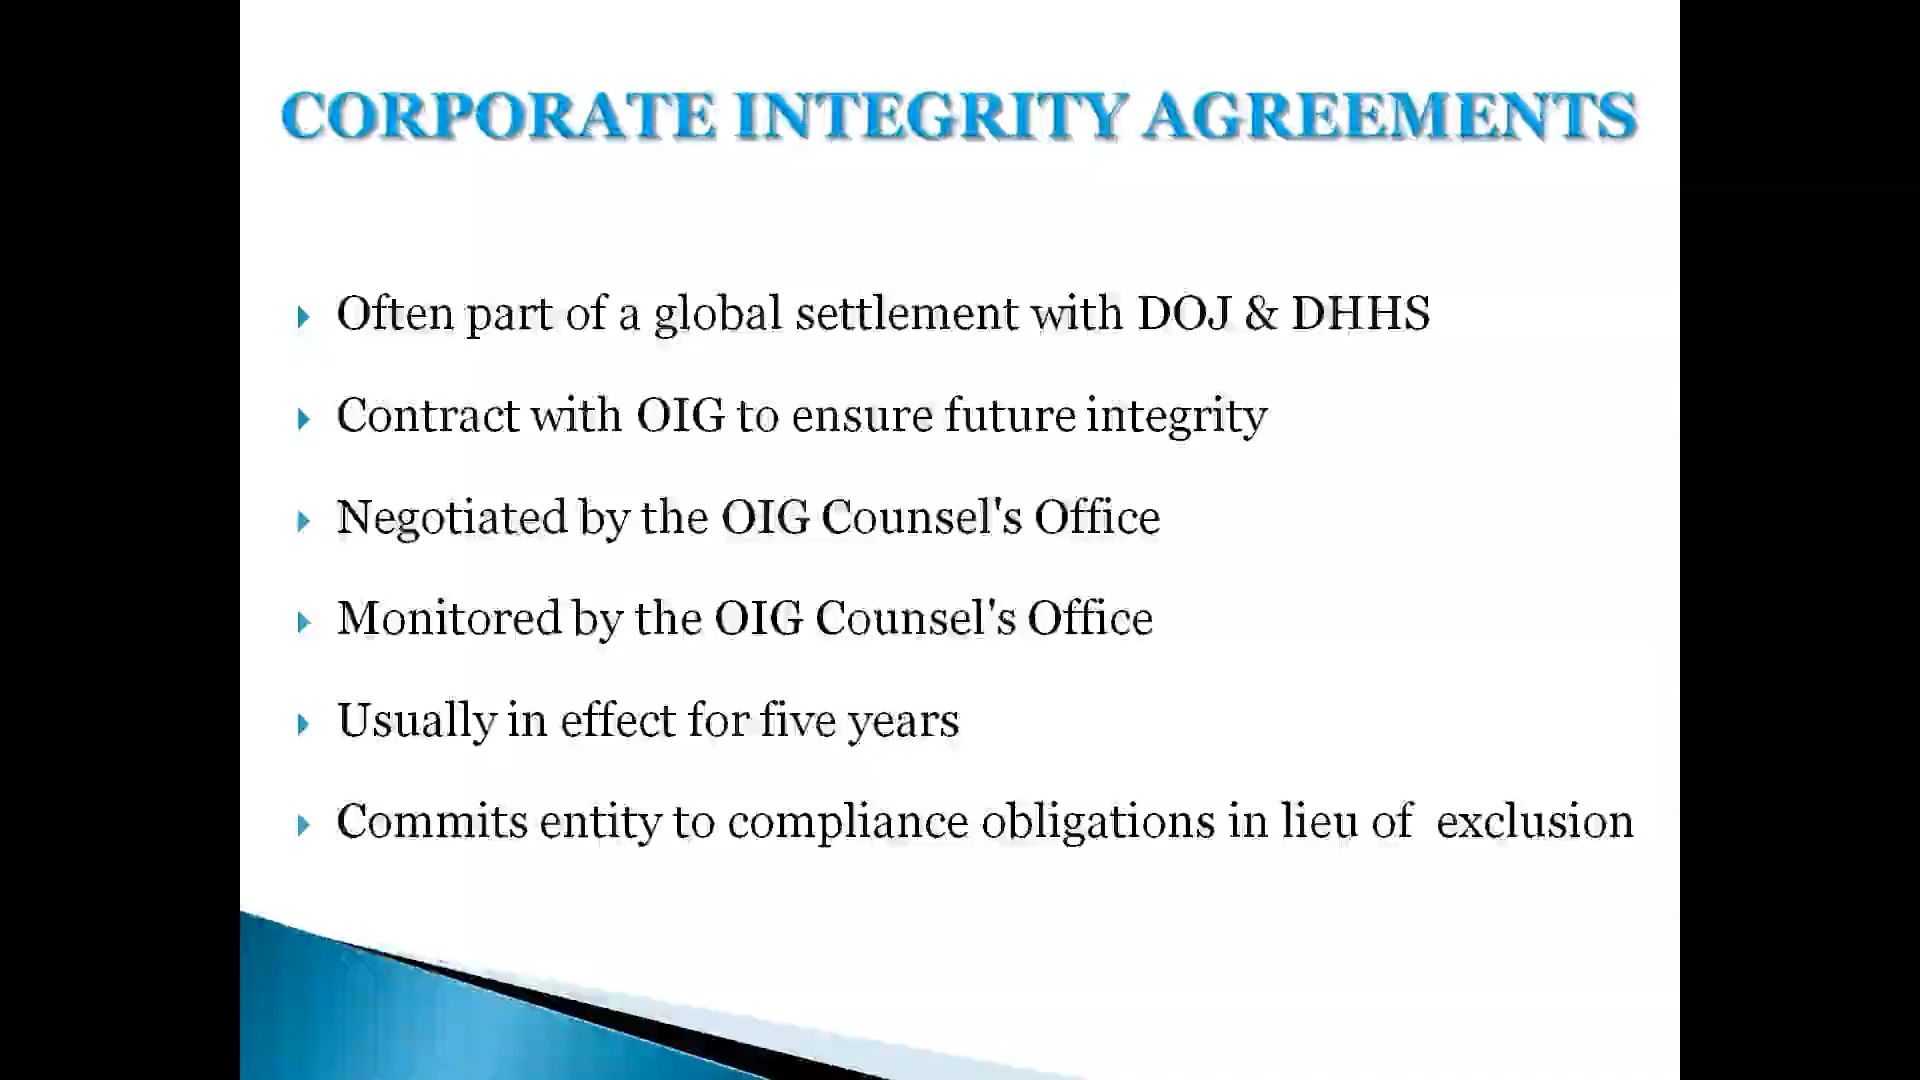 CORPORATE INTEGRITY AGREEMENTS
Often part of a global settlement with DOJ & DHHS
Contract with OIG to ensure future integrity
Negotiated by the OIG Counsel's Office
Monitored by the OIG Counsel's Office
Usually in effect for five years
Commits entity to compliance obligations in lieu of  exclusion